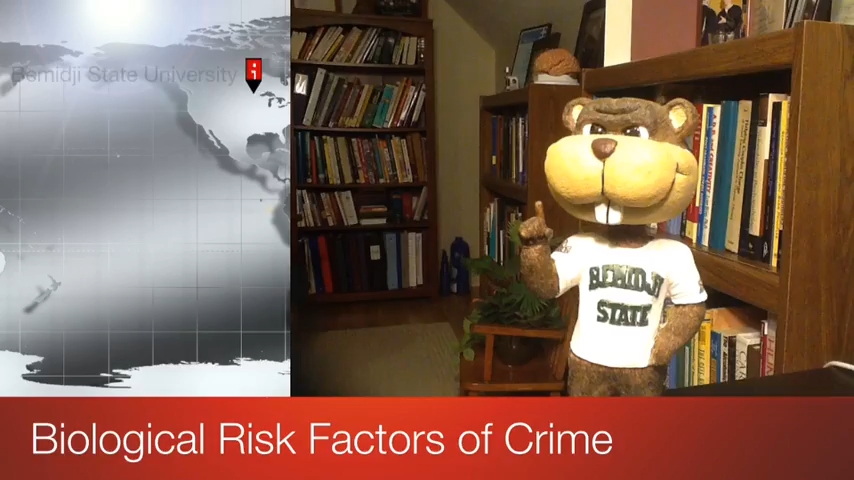 Bemidji State University
BEMIDJI
STATE
Biological Risk Factors of Crime